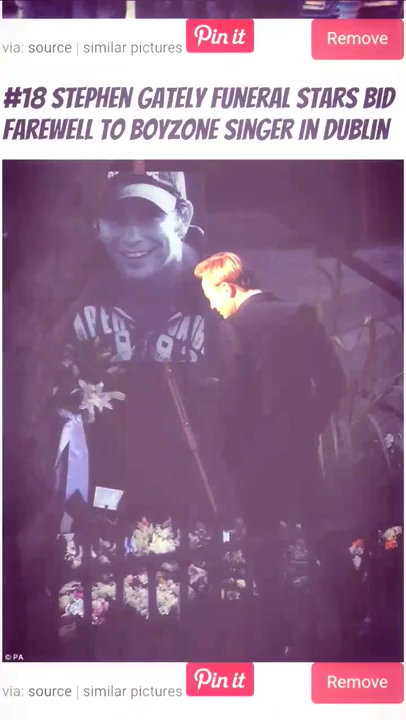 Pin it
Remove
via: source | similar pictures
#18 STEPHEN GATELY FUNERAL STARS BID
FAREWELL TO BOYZONE SINGER IN DUBLIN
© PA
Pin it
Remove
via: source | similar pictures